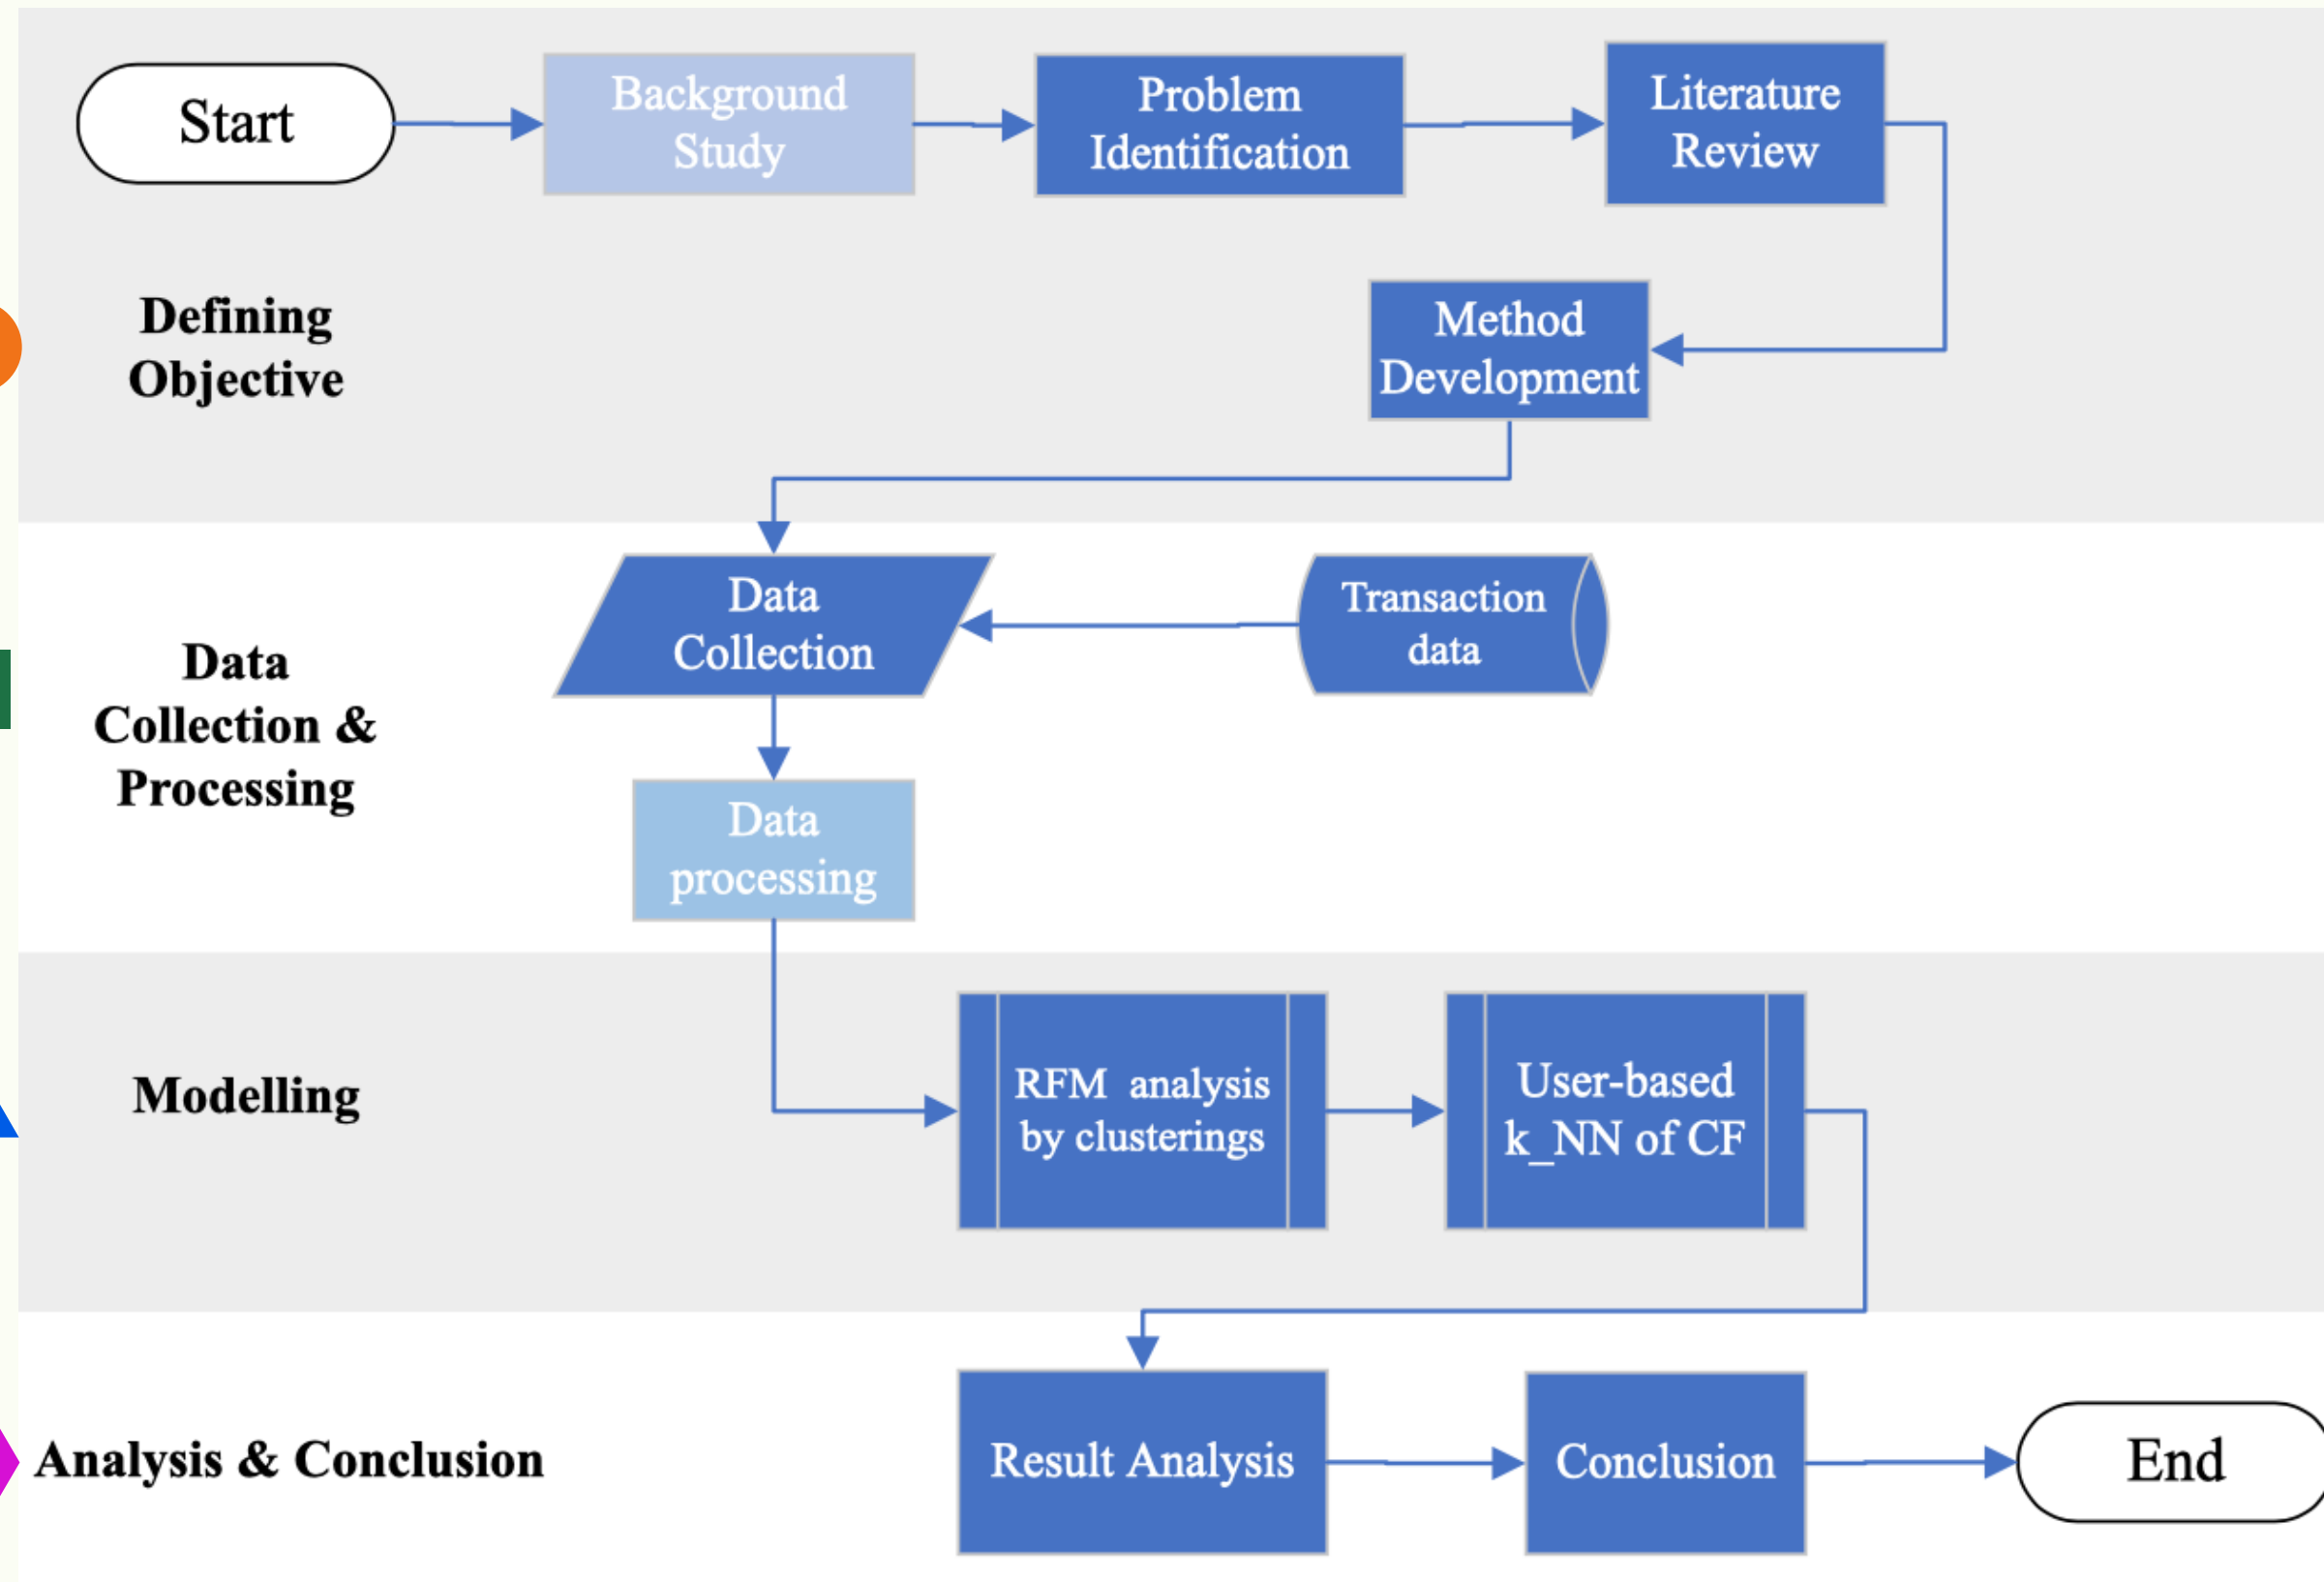 Start
Background
Study
Problem
Identification
Literature
Review
Defining
Objective
Method
Development
Data
Collection &
Processing
Data
Collection
Transaction
data
Data
processing
Modelling
RFM  analysis
by clusterings
User-based
k_NN of CF
Analysis & Conclusion
Result Analysis
Conclusion
End